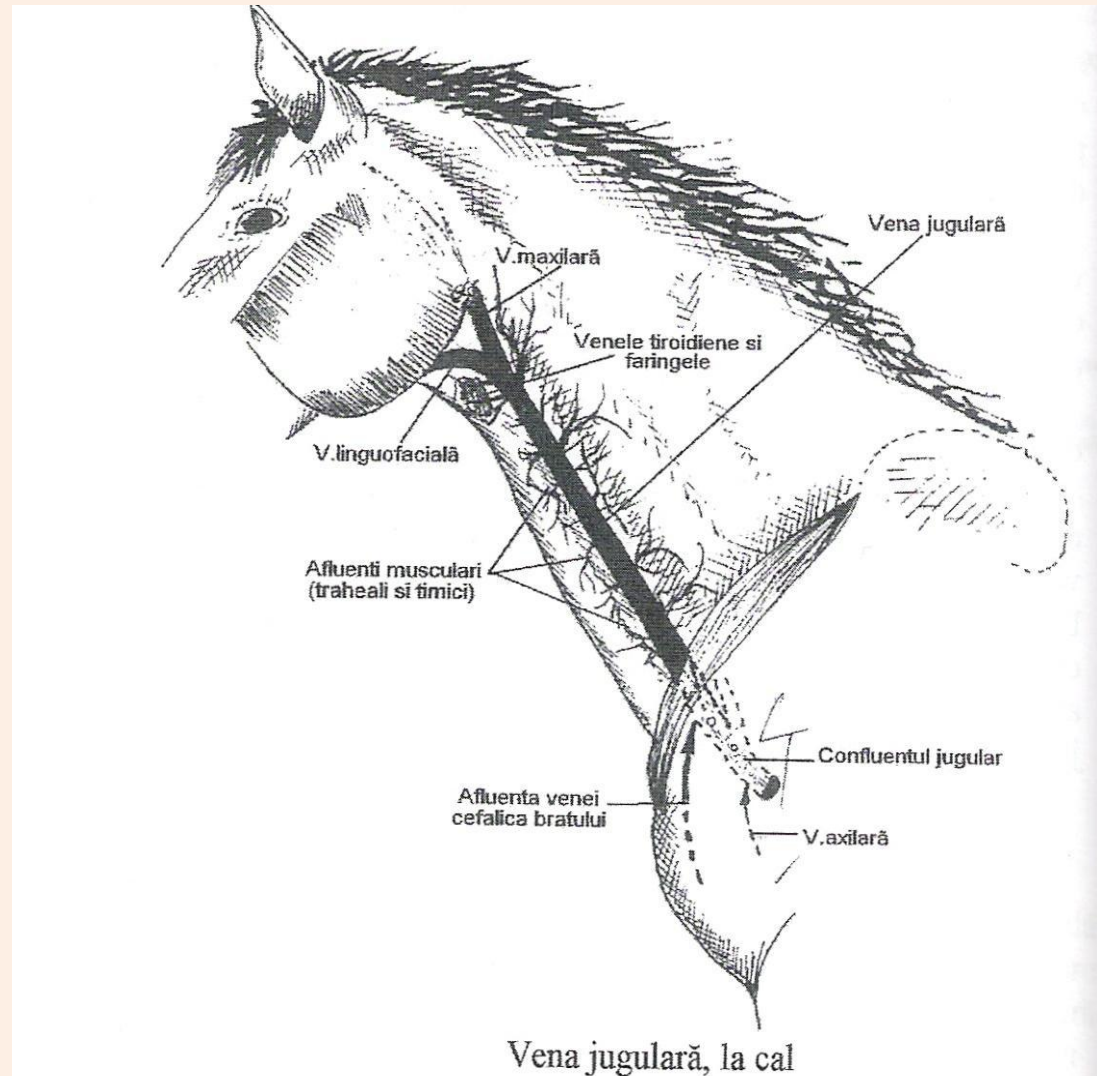 Vena jugulară
V.maxilară
Venele tiroidiene si
faringele
V.linguofacială
Afluenti musculari
(traheali si timici)
Confluentul jugular
Afluenta venei
cefalica bratului
V.axilară
Vena jugulară, la cal